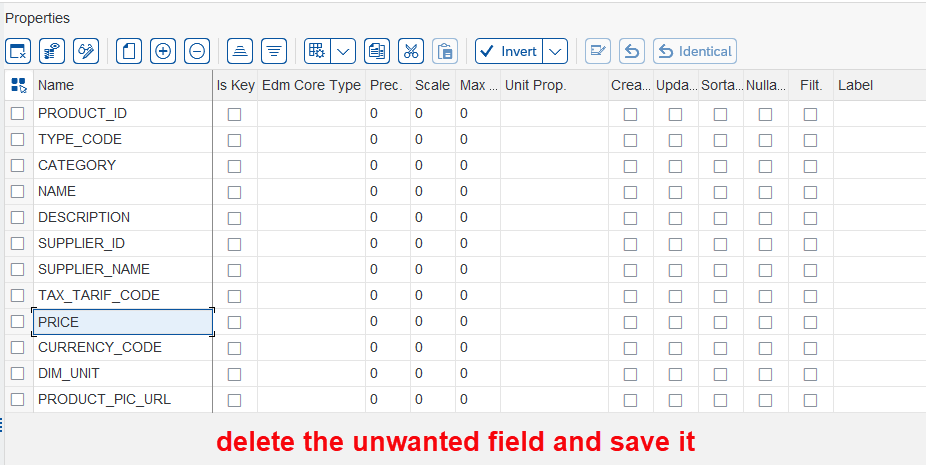 Properties
Invert
Identical
Name Is Key Edm Core Type Prec. Scale Max ... Unit Prop. Crea... Upda... Sorta... Nulla... Filt. Label
PRODUCT_ID 0 0 0
TYPE_CODE 0 0 0
CATEGORY 0 0 0
NAME 0 0 0
DESCRIPTION 0 0 0
SUPPLIER_ID 0 0 0
SUPPLIER_NAME 0 0 0
TAX_TARIF_CODE 0 0 0
PRICE 0 0 0
CURRENCY_CODE 0 0 0
DIM_UNIT 0 0 0
PRODUCT_PIC_URL 0 0 0
delete the unwanted field and save it